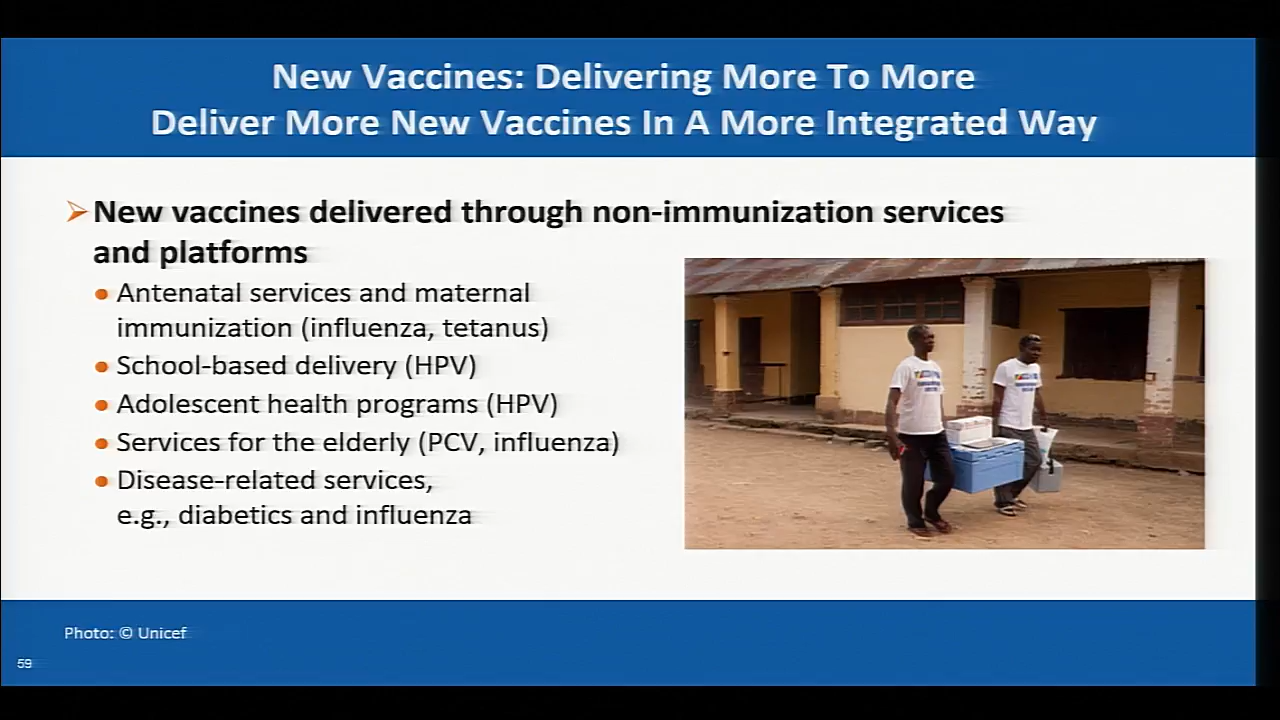 New Vaccines: Delivering More To More
Deliver More New Vaccines In A More Integrated Way
New vaccines delivered through non-immunization services
and platforms
Antenatal services and maternal
immunization (influenza, tetanus)
School-based delivery (HPV)
Adolescent health programs (HPV)
Services for the elderly (PCV, influenza)
Disease-related services,
e.g., diabetics and influenza
Photo: © Unicef
59